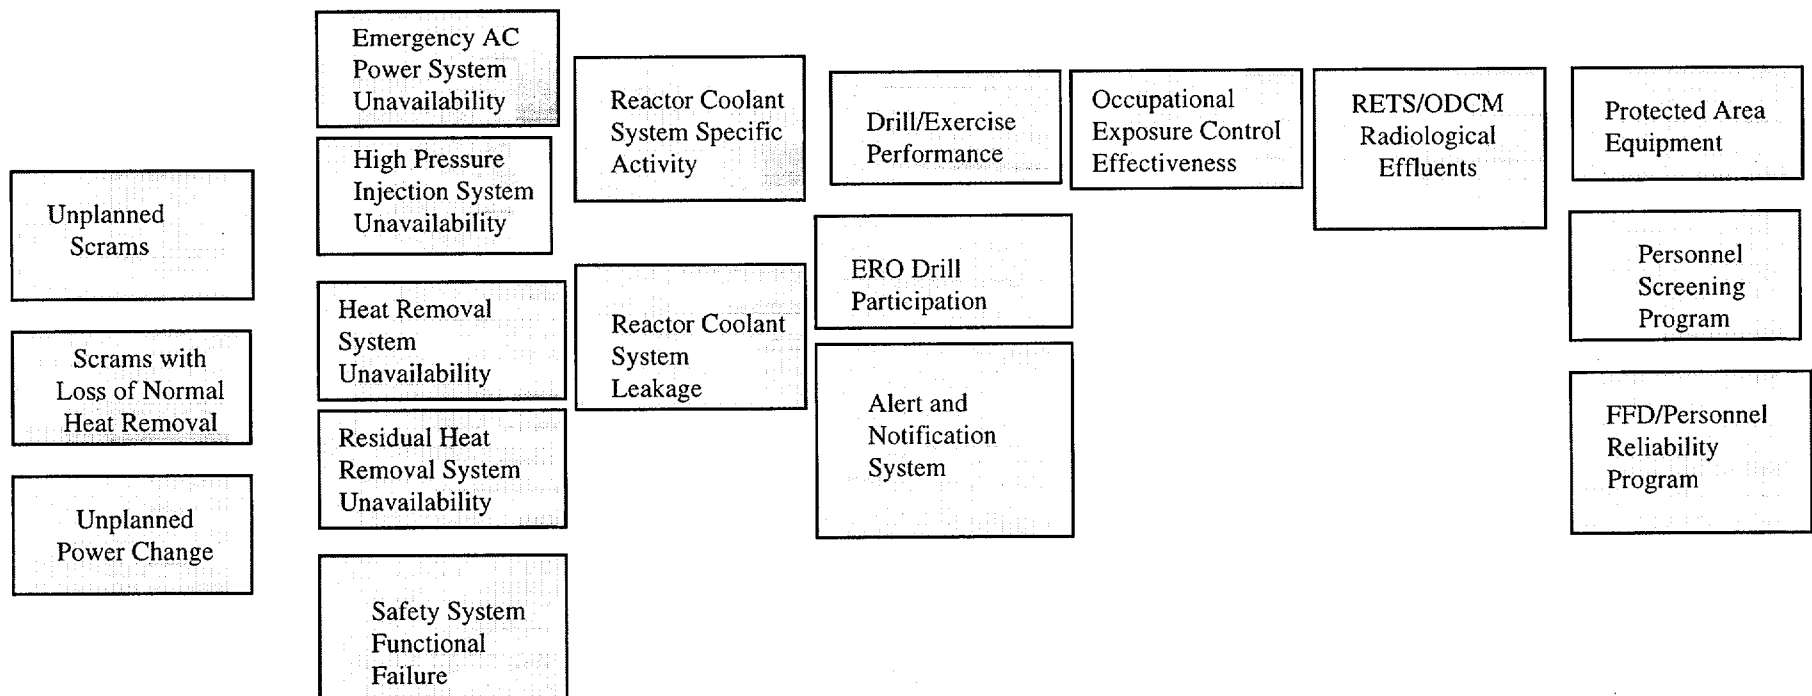 Unplanned
Scrams
Scrams with
Loss of Normal
Heat Removal
Unplanned
Power Change
Emergency AC
Power System
Unavailability
High Pressure
Injection System
Unavailability
Heat Removal
System
Unavailability
Residual Heat
Removal System
Unavailability
Safety System
Functional
Failure
Reactor Coolant
System Specific
Activity
Reactor Coolant
System
Leakage
Drill/Exercise
Performance
ERO Drill
Participation
Alert and
Notification
System
Occupational
Exposure Control
Effectiveness
RETS/ODCM
Radiological
Effluents
Protected Area
Equipment
Personnel
Screening
Program
FFD/Personnel
Reliability
Program